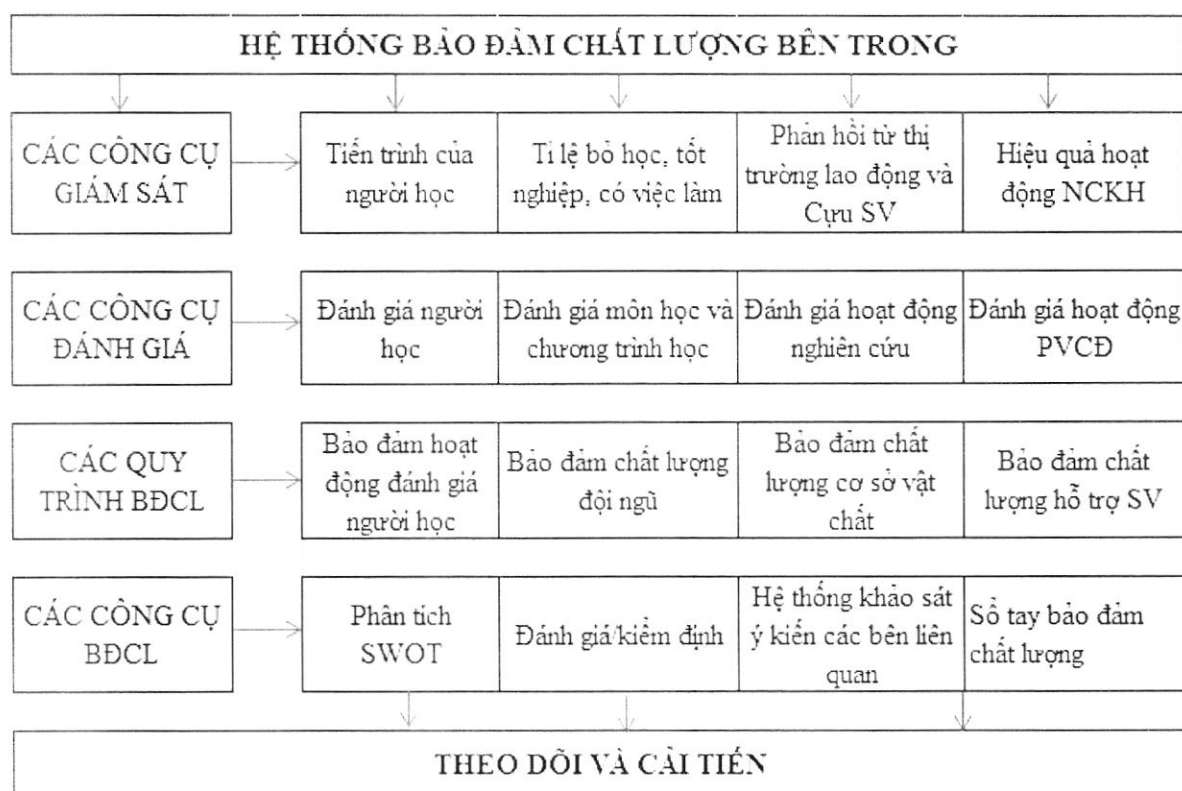 HỆ THỐNG BẢO ĐẢM CHẤT LƯỢNG BÊN TRONG
CÁC CÔNG CỤ
GIÁM SÁT
Tiến trình của
người học
Tỉ lệ bỏ học, tốt
nghiệp, có việc làm
Phản hồi từ thị
trường lao động và
Cựu SV
Hiệu quả hoạt
động NCKH
CÁC CÔNG CỤ
ĐÁNH GIÁ
Đánh giá người
học
Đánh giá môn học và
chương trình học
Đánh giá hoạt động
nghiên cứu
Đánh giá hoạt động
PVCĐ
CÁC QUY
TRÌNH BĐCL
Bảo đảm hoạt
động đánh giá
người học
Bảo đảm chất lượng
đội ngũ
Bảo đảm chất
lượng cơ sở vật
chất
Bảo đảm chất
lượng hỗ trợ SV
CÁC CÔNG CỤ
BĐCL
Phân tích
SWOT
Đánh giá/kiểm định
Hệ thống khảo sát
ý kiến các bên liên
quan
Sổ tay bảo đảm
chất lượng
THEO DÕI VÀ CẢI TIẾN